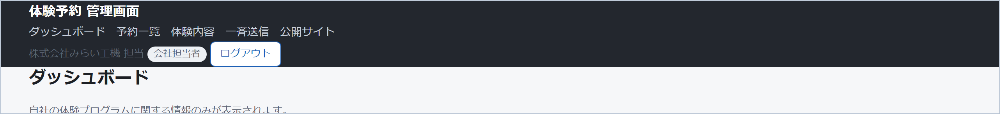 体験予約 管理画面
ダッシュボード 予約一覧 体験内容 一斉送信 公開サイト
株式会社みらい工機 担当 会社担当者 ログアウト
ダッシュボード
自社の体験プログラムに関する情報のみが表示されます。